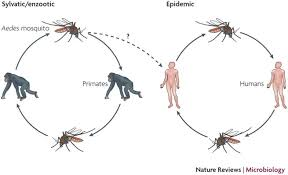 Sylvatic/enzootic
Epidemic
Aedes mosquito
?
Primates
Humans
Nature Reviews | Microbiology